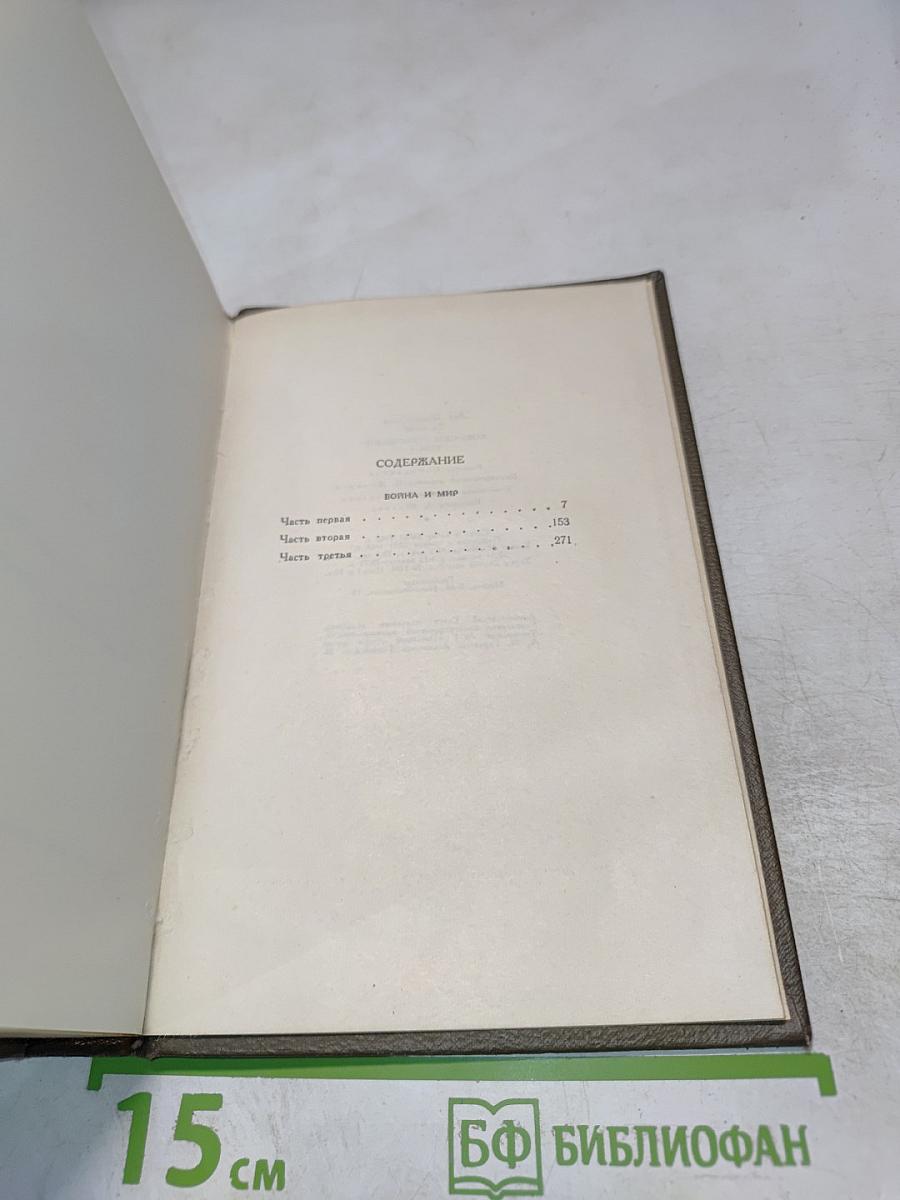 СОДЕРЖАНИЕ
ВОЙНА И МИР
Часть первая . . . . . . . . . . . . . . 7
Часть вторая . . . . . . . . . . . . . . 153
Часть третья . . . . . . . . . . . . . . 271
15 см
БФ БИБЛИОФАН